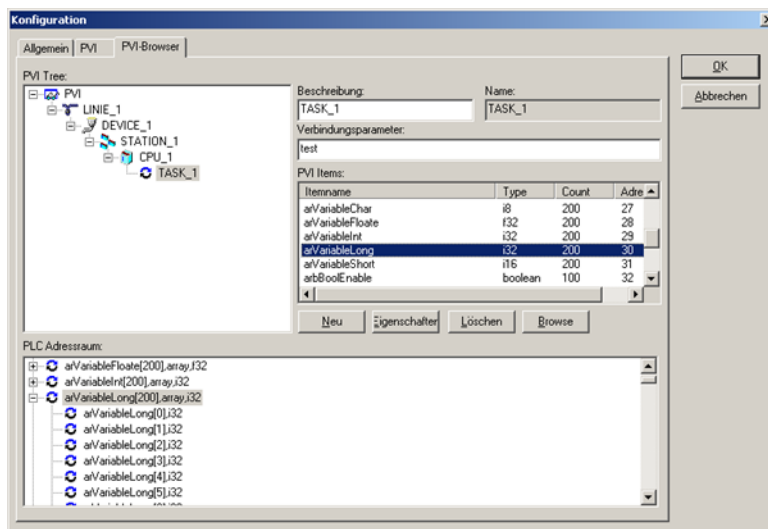 Konfiguration
Allgemein PVI PVI-Browser
OK
Abbrechen
PVI Tree:
PVI
LINIE_1
DEVICE_1
STATION_1
CPU_1
TASK_1
Beschreibung: Name:
TASK_1 TASK_1
Verbindungsparameter:
test
PVI Items:
Itemname Type Count Adre
arVariableChar i8 200 27
arVariableFloate f32 200 28
arVariableInt i32 200 29
arVariableLong i32 200 30
arVariableShort i16 200 31
arbBoolEnable boolean 100 32
Neu Eigenschafter Löschen Browse
PLC Adressraum:
arVariableFloate[200],array,f32
arVariableInt[200],array,i32
arVariableLong[200],array,i32
arVariableLong[0],i32
arVariableLong[1],i32
arVariableLong[2],i32
arVariableLong[3],i32
arVariableLong[4],i32
arVariableLong[5],i32